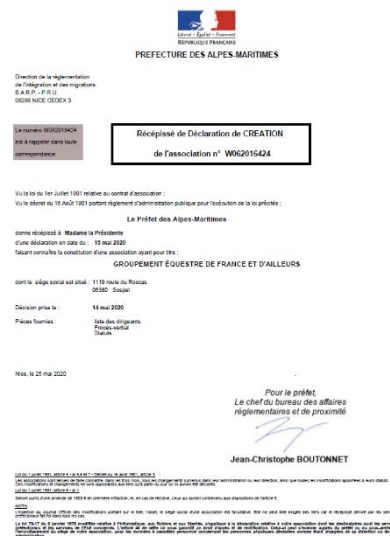 Liberté • Égalité • Fraternité
RÉPUBLIQUE FRANÇAISE
PREFECTURE DES ALPES-MARITIMES
Direction de la réglementation
de l'intégration et des migrations
B.A.R.P. - P.R.U.
06286 NICE CEDEX 3
Le numéro W062016424
est à rappeler dans toute
correspondance
Récépissé de Déclaration de CREATION
de l'association n° W062016424
Vu la loi du 1er Juillet 1901 relative au contrat d'association ;
Vu le décret du 16 Août 1901 portant règlement d'administration publique pour l'exécution de la loi précitée ;
Le Préfet des Alpes-Maritimes
donne récépissé à Madame la Présidente
d'une déclaration en date du : 15 mai 2020
faisant connaître la constitution d'une association ayant pour titre :
GROUPEMENT ÉQUESTRE DE FRANCE ET D'AILLEURS
dont le siège social est situé : 1110 route du Roccas
06380 Sospel
Décision prise le : 14 mai 2020
Pièces fournies : liste des dirigeants
Procès-verbal
Statuts
Nice, le 25 mai 2020
Pour le préfet,
Le chef du bureau des affaires
réglementaires et de proximité
Jean-Christophe BOUTONNET